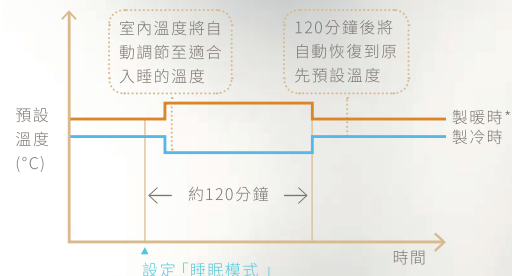 室內溫度將自
動調節至適合
入睡的溫度
120分鐘後將
自動恢復到原
先預設溫度
預設
溫度
(°C)
製暖時*
製冷時
約120分鐘
時間
設定「睡眠模式」